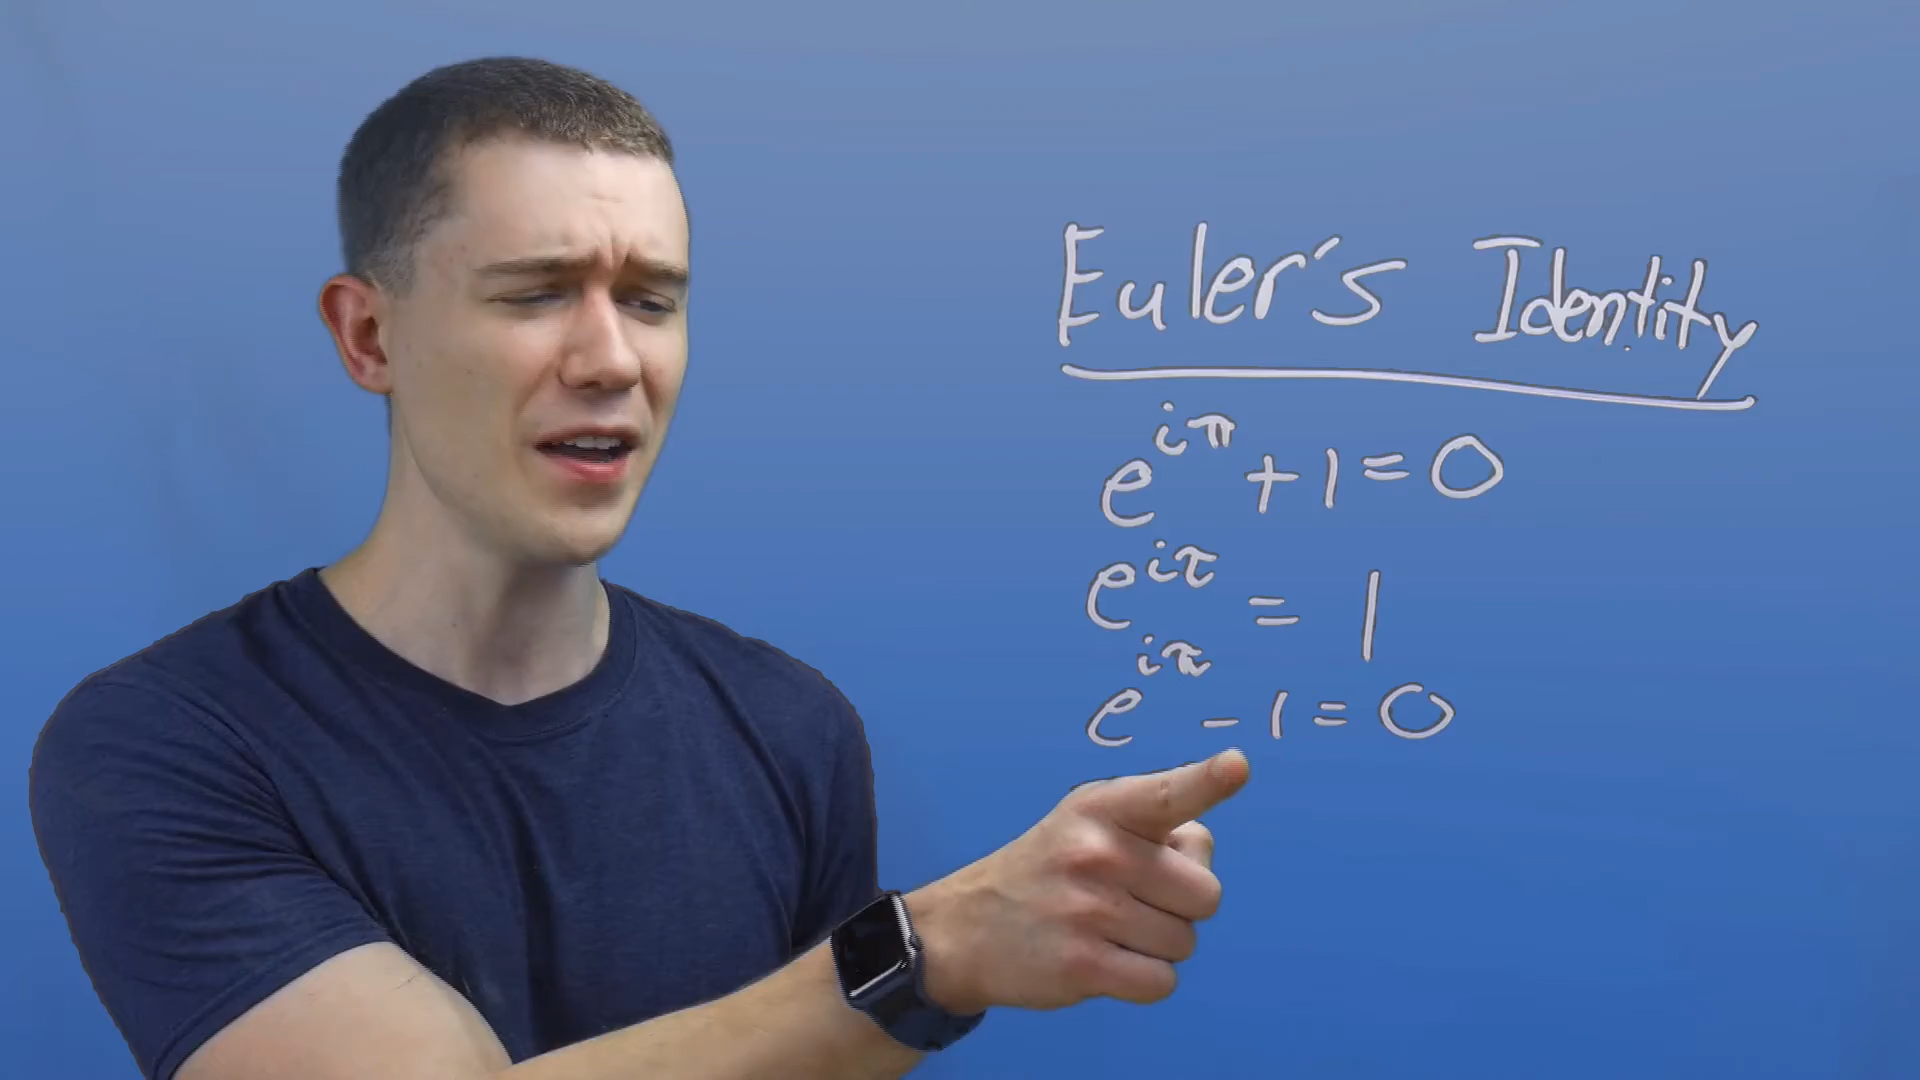 Euler's Identity
e^{iπ} + 1 = 0
e^{iτ} = 1
e^{iτ} - 1 = 0